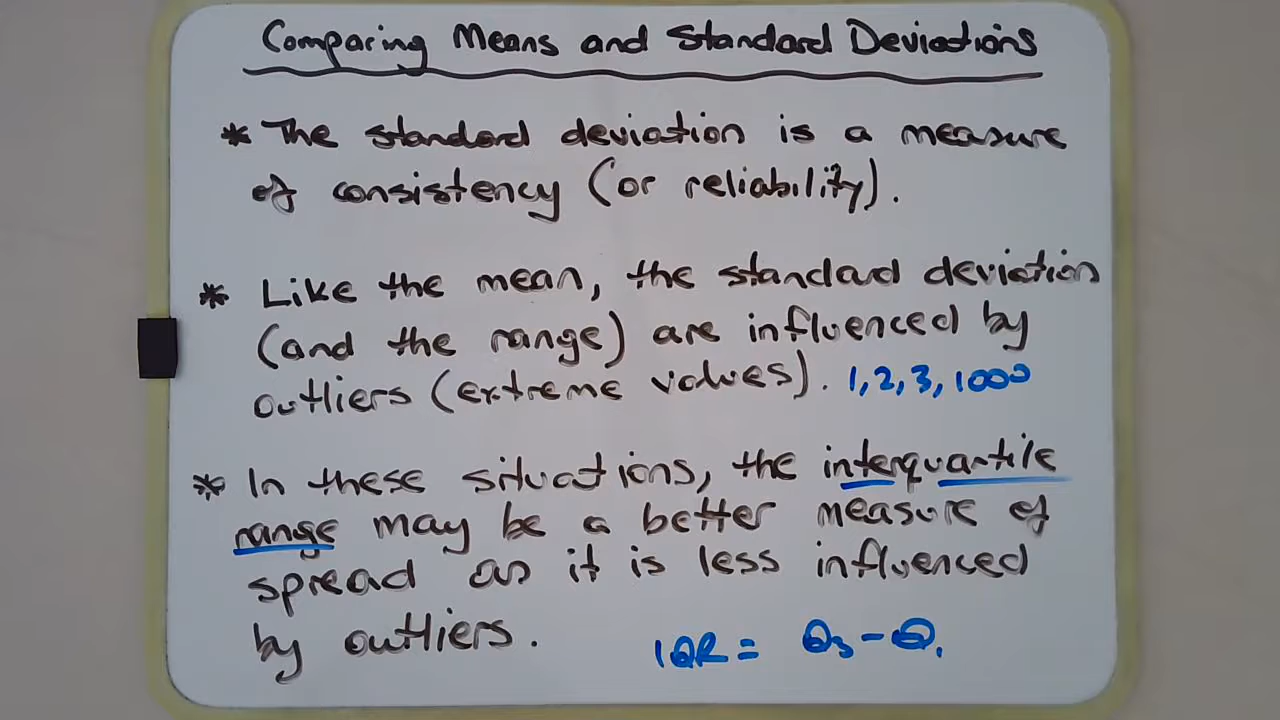 Comparing Means and Standard Deviations
* The standard deviation is a measure
of consistency (or reliability).
* Like the mean, the standard deviation
(and the range) are influenced by
outliers (extreme values). 1, 2, 3, 1000
* In these situations, the interquartile
range may be a better measure of
spread as it is less influenced
by outliers.
IQR = Q₃ - Q₁